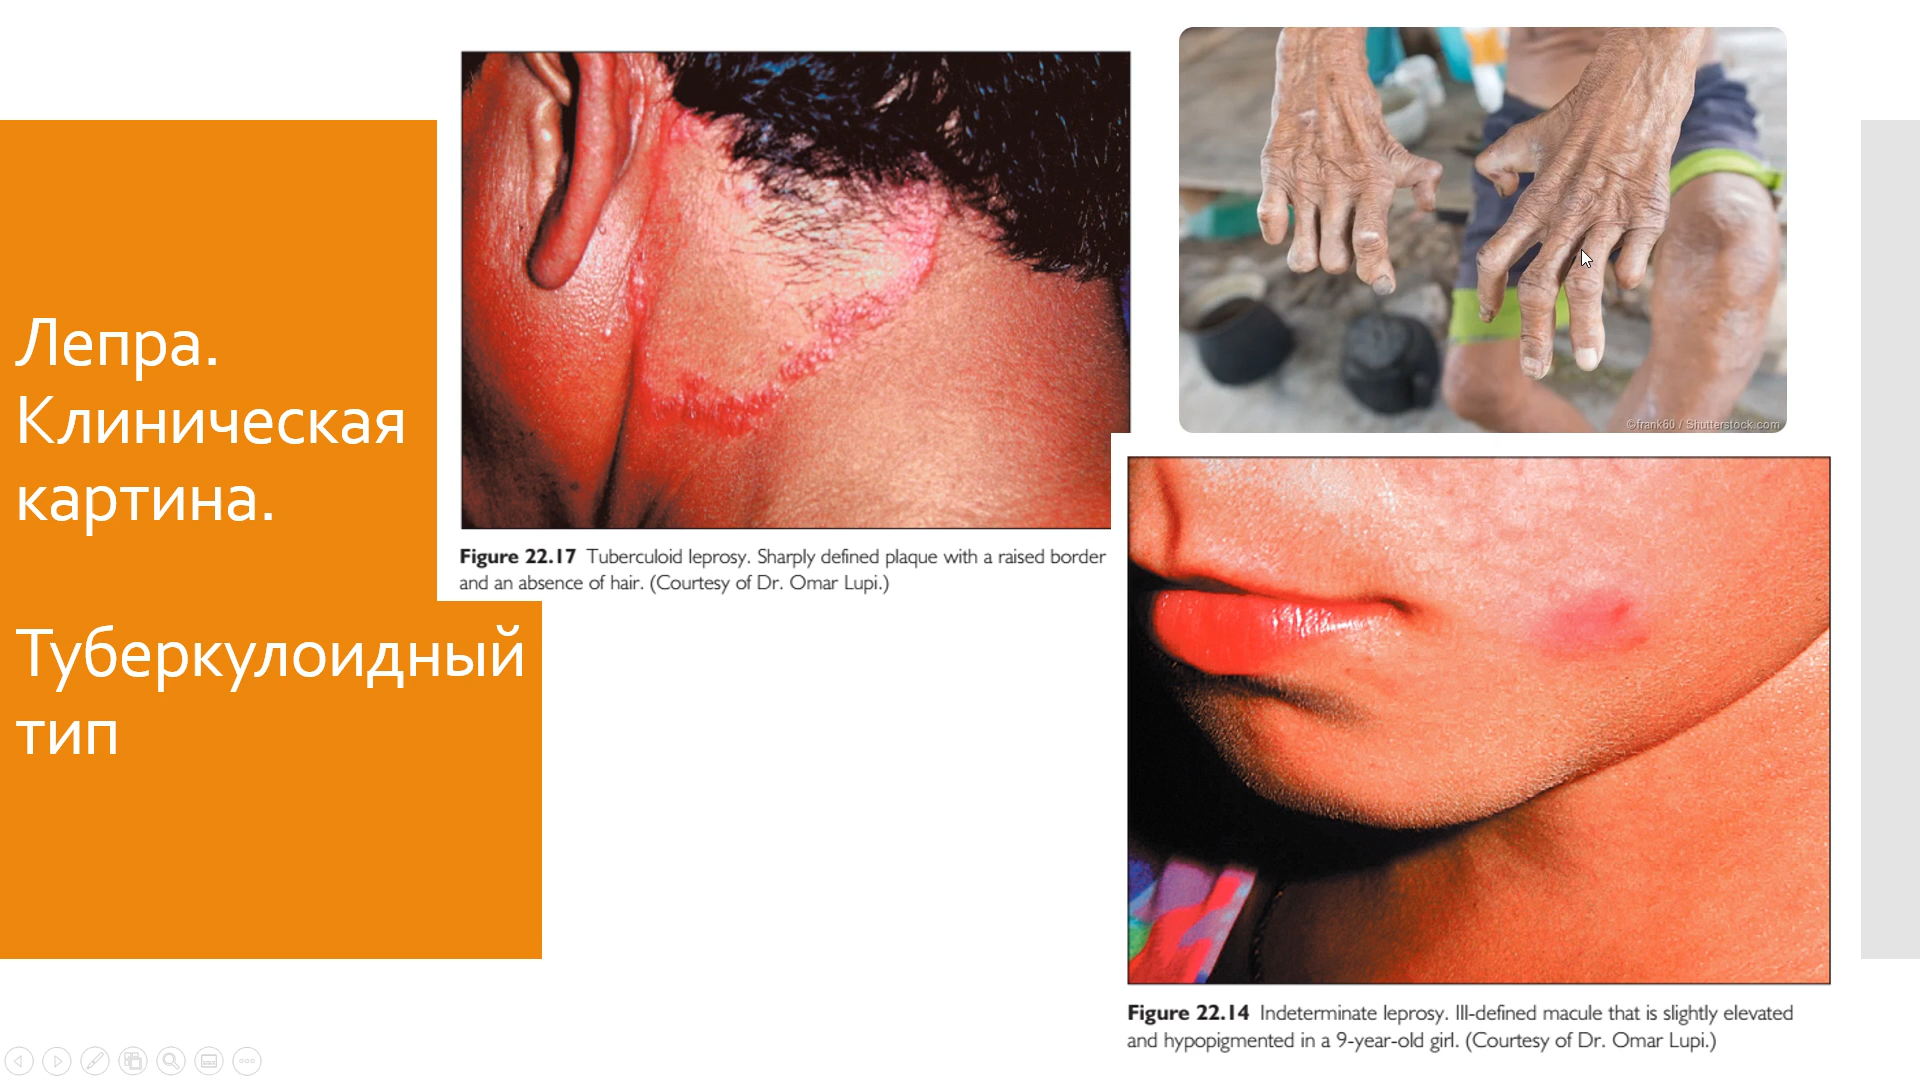 Лепра.
Клиническая
картина.
Туберкулоидный
тип
Figure 22.17 Tuberculoid leprosy. Sharply defined plaque with a raised border
and an absence of hair. (Courtesy of Dr. Omar Lupi.)
©frank60 / Shutterstock.com
Figure 22.14 Indeterminate leprosy. Ill-defined macule that is slightly elevated
and hypopigmented in a 9-year-old girl. (Courtesy of Dr. Omar Lupi.)